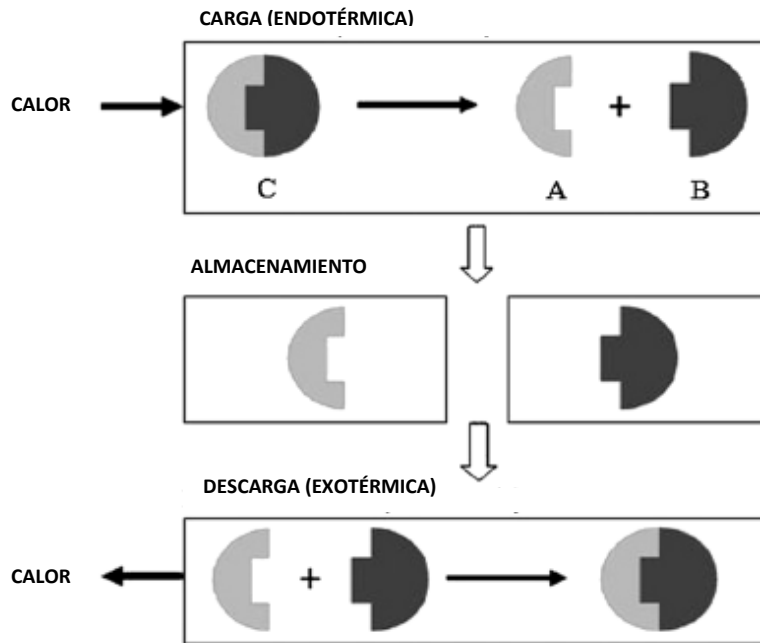 CARGA (ENDOTÉRMICA)
CALOR
+
C
A
B
ALMACENAMIENTO
DESCARGA (EXOTÉRMICA)
CALOR
+